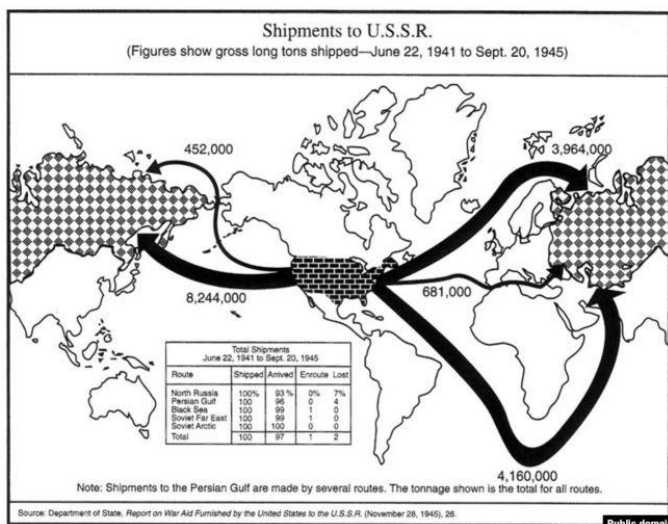 Shipments to U.S.S.R.
(Figures show gross long tons shipped—June 22, 1941 to Sept. 20, 1945)
452,000
3,964,000
8,244,000
681,000
Total Shipments
June 22, 1941 to Sept. 20, 1945
Route Shipped Arrived Enroute Lost
North Russia 100% 93% 0% 7%
Persian Gulf 100 96 0 4
Black Sea 100 99 1 0
Soviet Far East 100 99 1 0
Soviet Arctic 100 100 0 0
Total 100 97 1 2
4,160,000
Note: Shipments to the Persian Gulf are made by several routes. The tonnage shown is the total for all routes.
Source: Department of State, Report on War Aid Furnished by the United States to the U.S.S.R. (November 28, 1945), 26.
Public